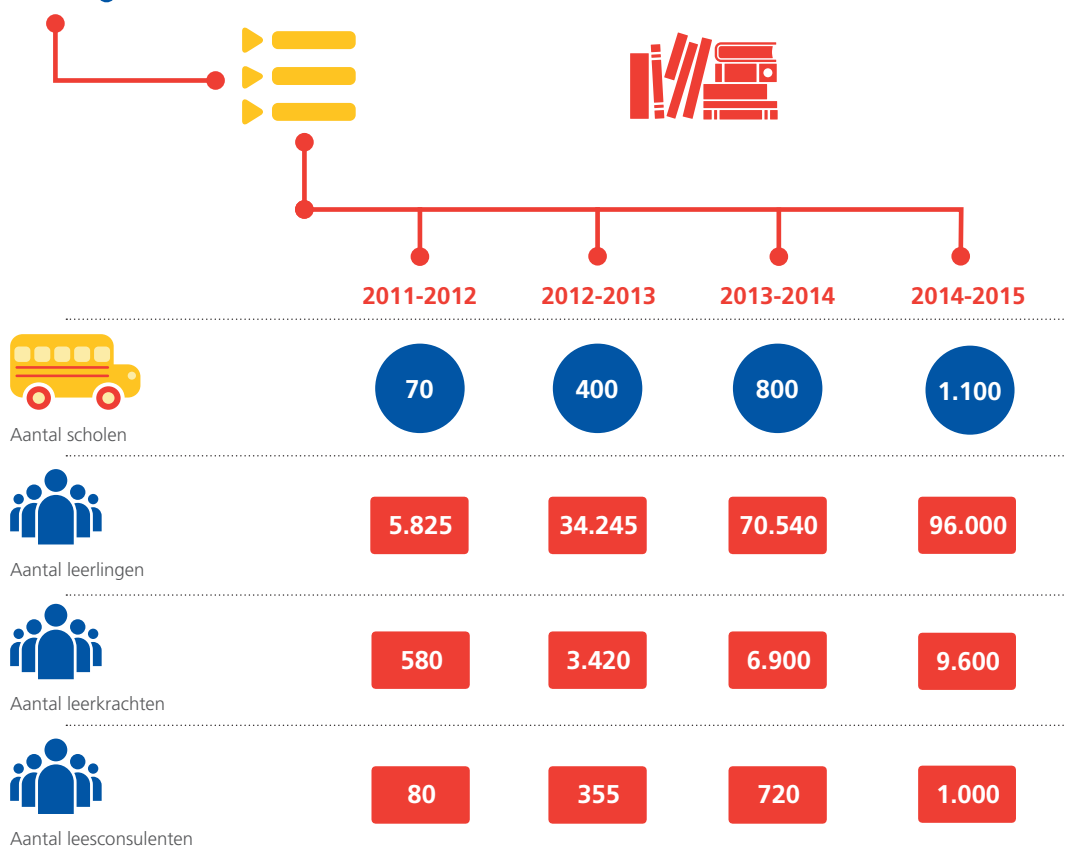 2011-2012 2012-2013 2013-2014 2014-2015
70 400 800 1.100
Aantal scholen
5.825 34.245 70.540 96.000
Aantal leerlingen
580 3.420 6.900 9.600
Aantal leerkrachten
80 355 720 1.000
Aantal leesconsulenten